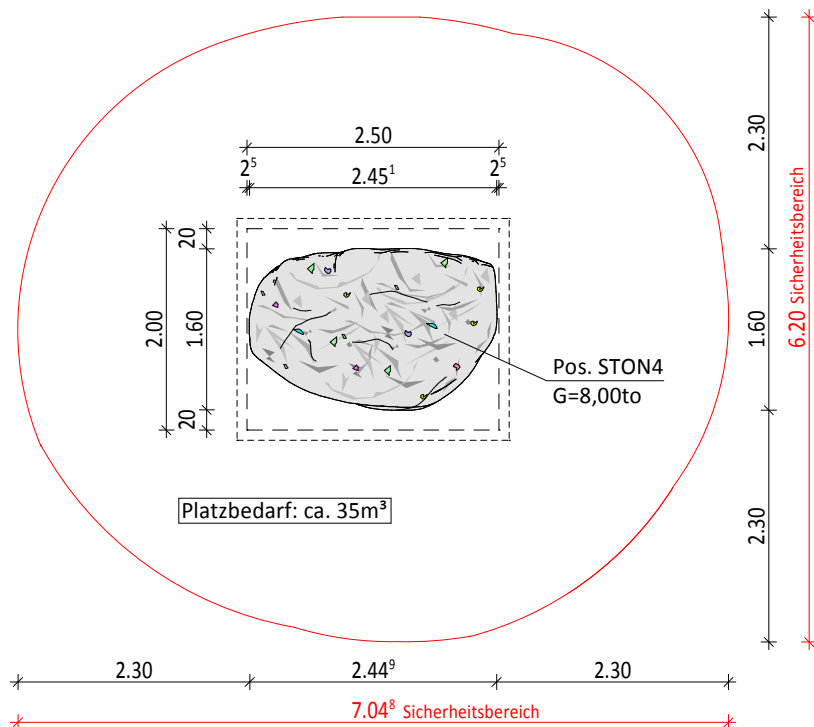 2.50
2⁵ 2.45¹ 2⁵
20
2.00 1.60
20
2.30
1.60
2.30
6.20 Sicherheitsbereich
Pos. STON4
G=8,00to
Platzbedarf: ca. 35m³
2.30 2.44⁹ 2.30
7.04⁸ Sicherheitsbereich